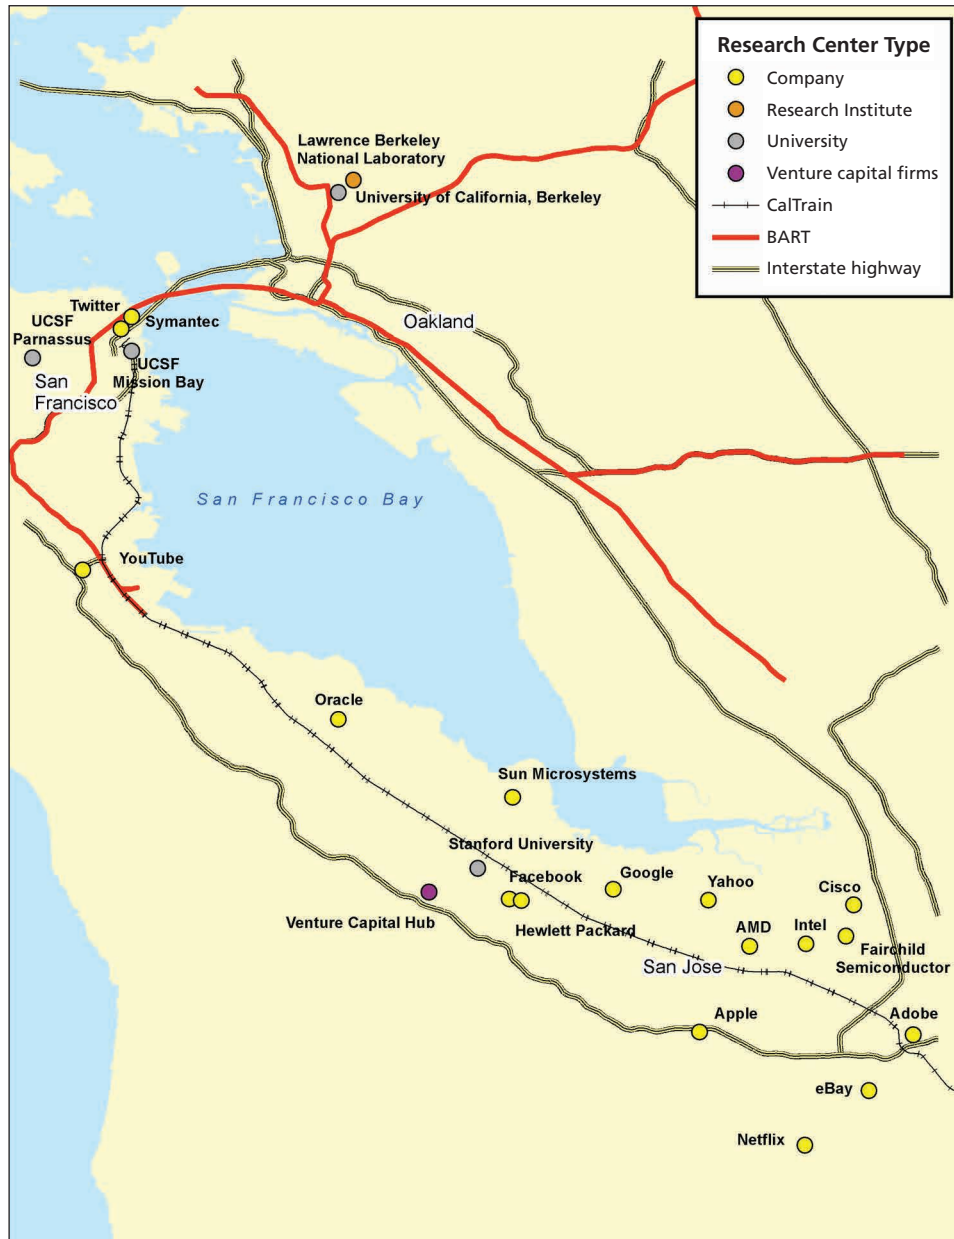 Research Center Type
Company
Research Institute
University
Venture capital firms
CalTrain
BART
Interstate highway
Lawrence Berkeley
National Laboratory
University of California, Berkeley
Twitter
Symantec
UCSF
Parnassus
Oakland
UCSF
Mission Bay
San
Francisco
San Francisco Bay
YouTube
Oracle
Sun Microsystems
Stanford University
Facebook
Google
Yahoo
Cisco
Venture Capital Hub
Hewlett Packard
AMD
Intel
Fairchild
Semiconductor
San Jose
Apple
Adobe
eBay
Netflix